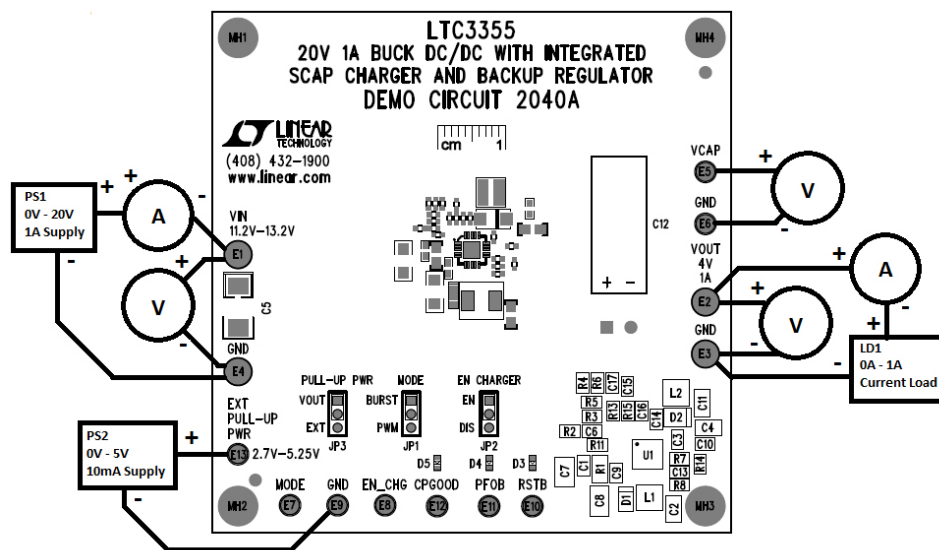 MH1
LTC3355
MH4
20V 1A BUCK DC/DC WITH INTEGRATED
SCAP CHARGER AND BACKUP REGULATOR
DEMO CIRCUIT 2040A
LINEAR
TECHNOLOGY
(408) 432-1900
www.linear.com
cm 1
PS1
0V - 20V
1A Supply
+
+
A
-
-
VIN
11.2V-13.2V
E1
+
V
-
C5
GND
E4
C12
+ -
VCAP
E5
+
V
GND
E6
-
VOUT
4V
1A
E2
+
-
A
+
V
-
GND
E3
+
-
LD1
0A - 1A
Current Load
EXT
PULL-UP
PWR
E13
2.7V-5.25V
PS2
0V - 5V
10mA Supply
+
-
PULL-UP PWR
VOUT
EXT
JP3
MODE
BURST
PWM
JP1
EN CHARGER
EN
DIS
JP2
R4
R6
C17
C15
L2
C11
R5
R3
R13
R15
C16
C14
D2
C4
R2
C6
R11
C3
C10
U1
C7
C1
R1
C9
R7
C13
R8
R14
C8
D1
L1
C2
D5
D4
D3
MH2
MODE
E7
GND
E9
EN_CHG
E8
CPGOOD
E12
PFOB
E11
RSTB
E10
MH3